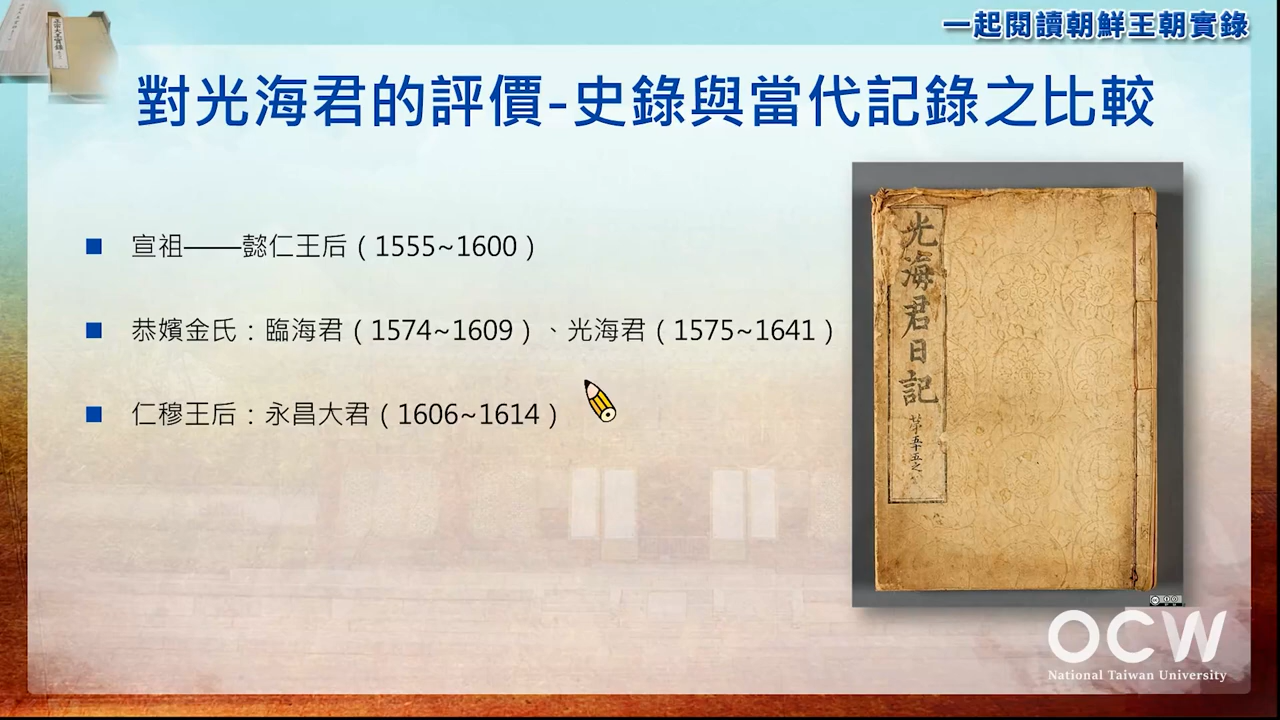 一起閱讀朝鮮王朝實錄
對光海君的評價-史錄與當代記錄之比較
■ 宣祖——懿仁王后（1555~1600）
■ 恭嬪金氏：臨海君（1574~1609）、光海君（1575~1641）
■ 仁穆王后：永昌大君（1606~1614）
光海君日記
OCW
National Taiwan University